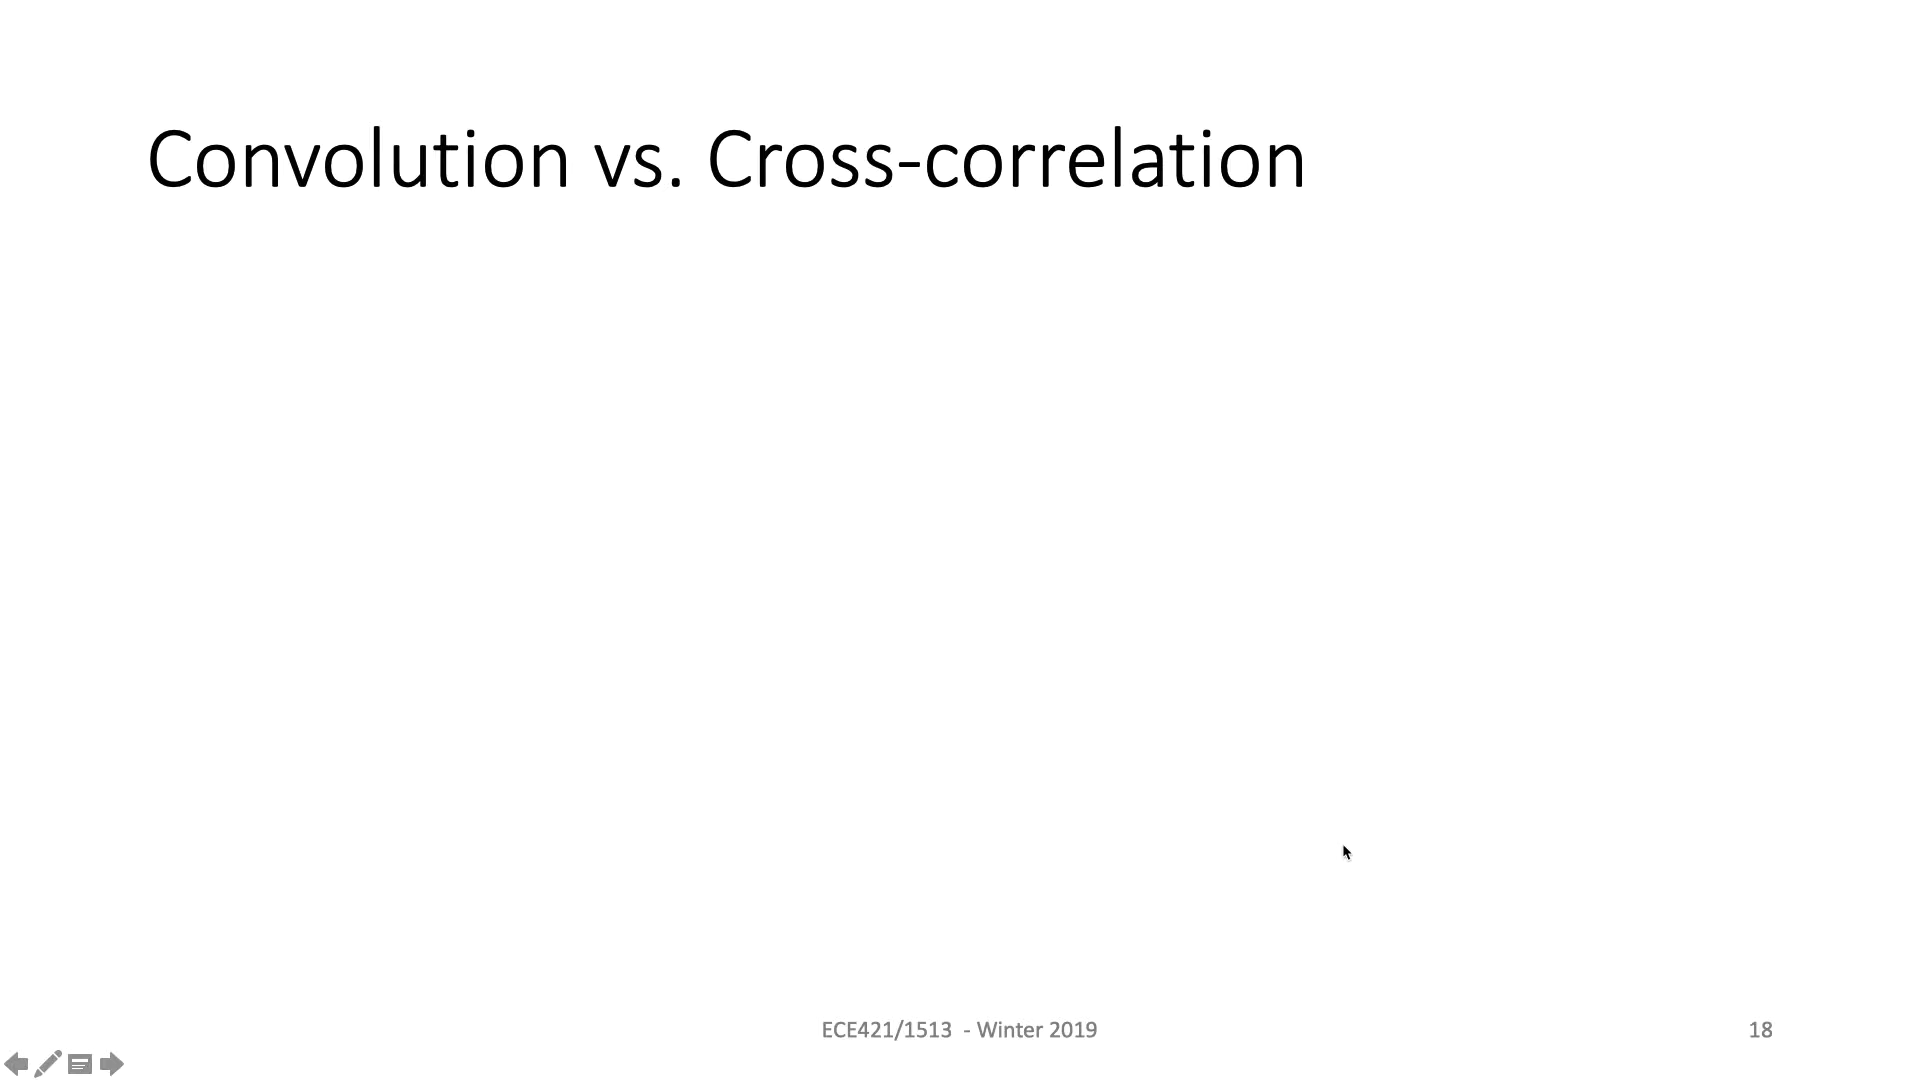 Convolution vs. Cross-correlation
ECE421/1513 - Winter 2019
18